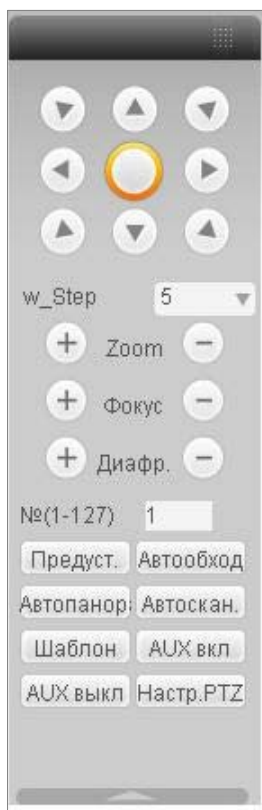 w_Step 5
+ Zoom −
+ Фокус −
+ Диафр. −
№(1-127) 1
Предуст. Автообход
Автопанор Автоскан.
Шаблон AUX вкл
AUX выкл Настр.PTZ